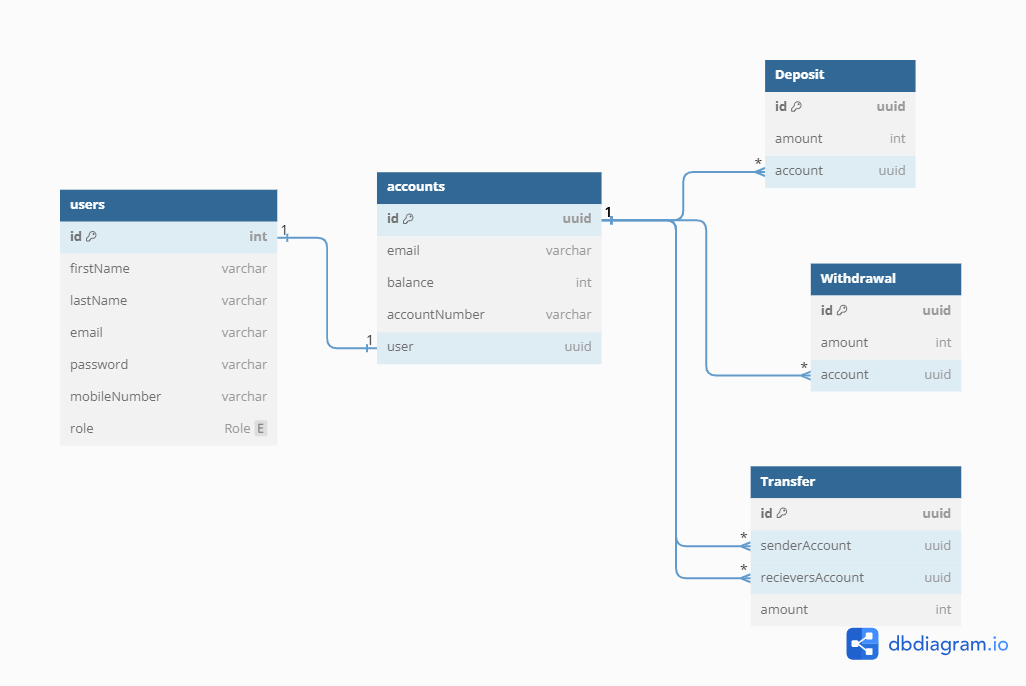 users
id int
firstName varchar
lastName varchar
email varchar
password varchar
mobileNumber varchar
role Role E
1
1
accounts
id uuid
email varchar
balance int
accountNumber varchar
user uuid
1
*
Deposit
id uuid
amount int
account uuid
*
Withdrawal
id uuid
amount int
account uuid
Transfer
id uuid
* senderAccount uuid
* recieversAccount uuid
amount int
dbdiagram.io